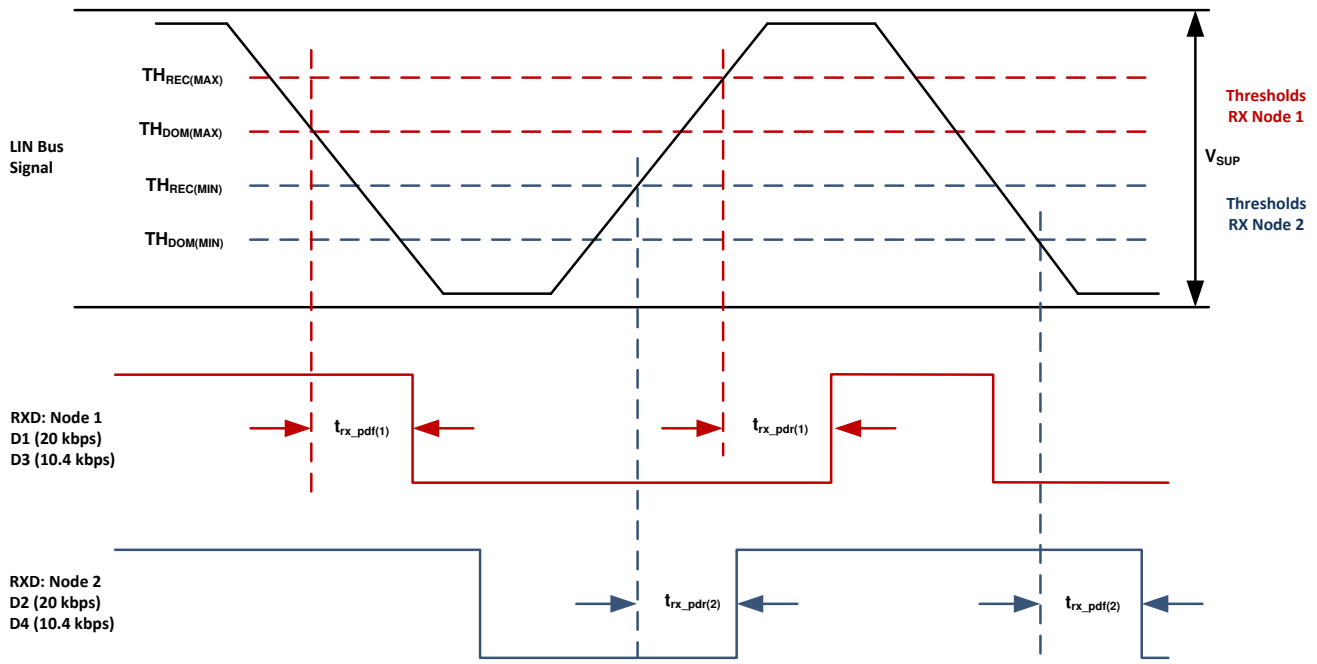 TH_REC(MAX)
TH_DOM(MAX)
TH_REC(MIN)
TH_DOM(MIN)
LIN Bus
Signal
Thresholds
RX Node 1
V_SUP
Thresholds
RX Node 2
RXD: Node 1
D1 (20 kbps)
D3 (10.4 kbps)
t_rx_pdf(1)
t_rx_pdr(1)
RXD: Node 2
D2 (20 kbps)
D4 (10.4 kbps)
t_rx_pdr(2)
t_rx_pdf(2)